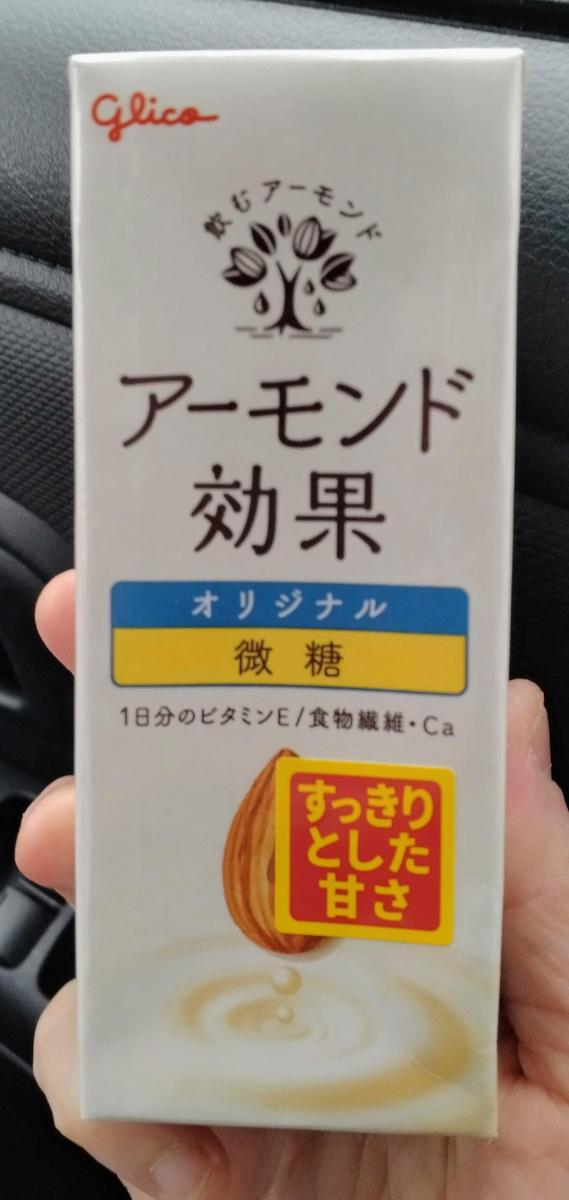 Glico
飲むアーモンド
アーモンド
効果
オリジナル
微糖
1日分のビタミンE/食物繊維・Ca
すっきり
とした
甘さ